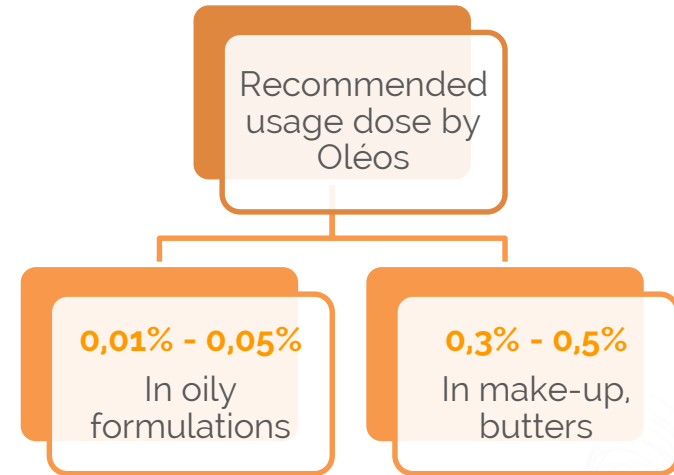 Recommended
usage dose by
Oléos
0,01% - 0,05%
In oily
formulations
0,3% - 0,5%
In make-up,
butters